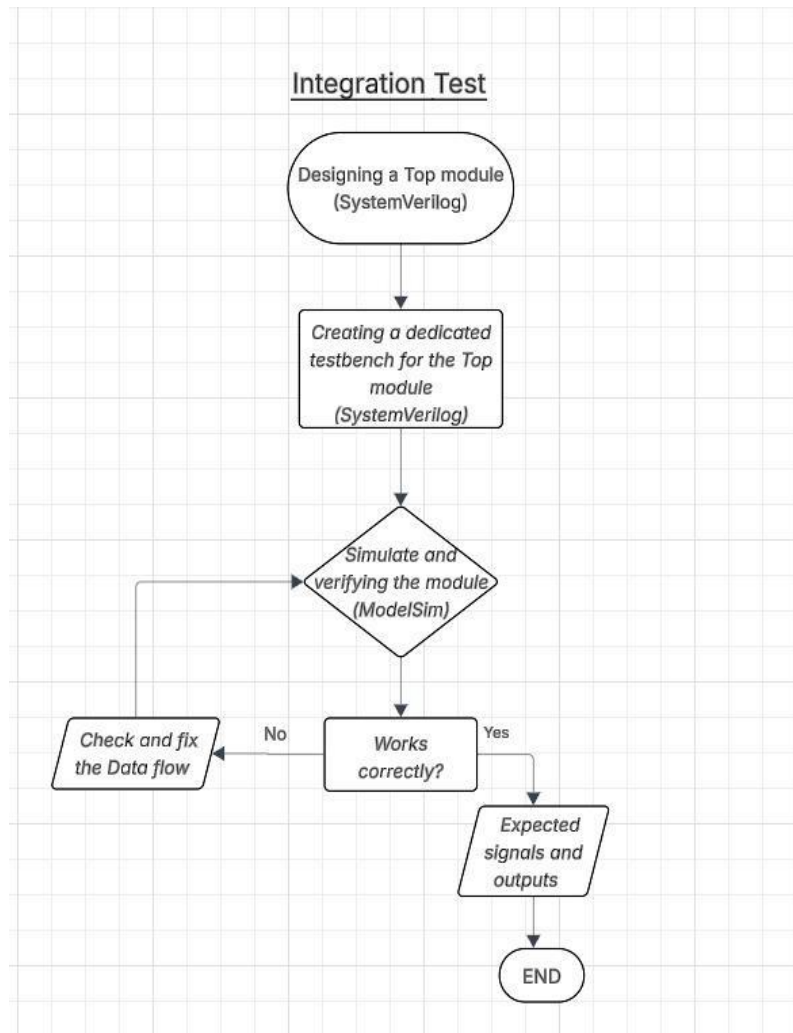 Integration Test
Designing a Top module
(SystemVerilog)
Creating a dedicated
testbench for the Top
module
(SystemVerilog)
Simulate and
verifying the module
(ModelSim)
Check and fix
the Data flow
No
Works
correctly?
Yes
Expected
signals and
outputs
END